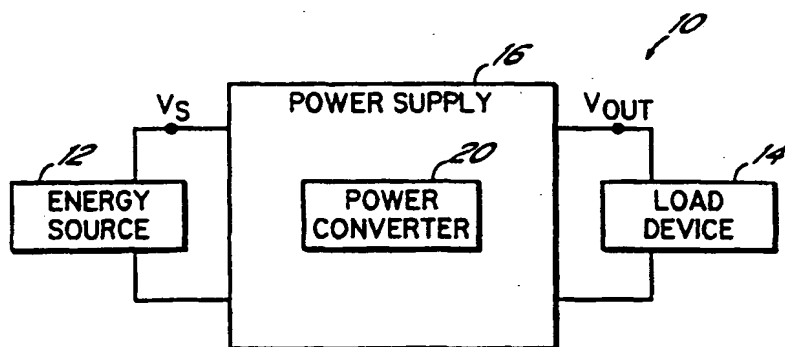 10
16
POWER SUPPLY
VS
VOUT
12
ENERGY
SOURCE
20
POWER
CONVERTER
14
LOAD
DEVICE